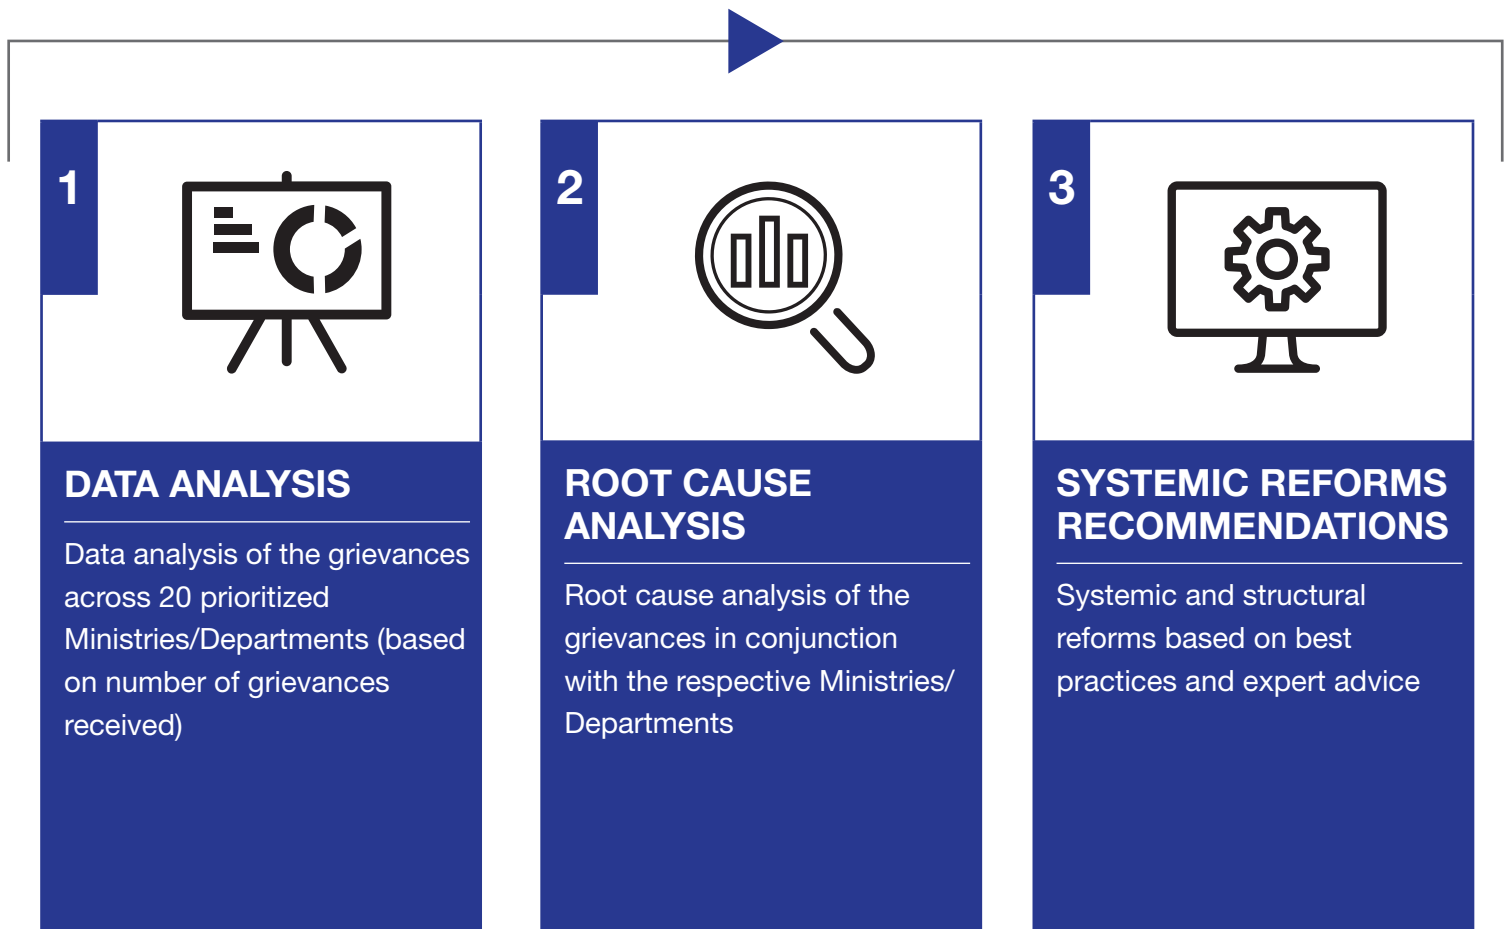 1
DATA ANALYSIS
Data analysis of the grievances
across 20 prioritized
Ministries/Departments (based
on number of grievances
received)
2
ROOT CAUSE
ANALYSIS
Root cause analysis of the
grievances in conjunction
with the respective Ministries/
Departments
3
SYSTEMIC REFORMS
RECOMMENDATIONS
Systemic and structural
reforms based on best
practices and expert advice